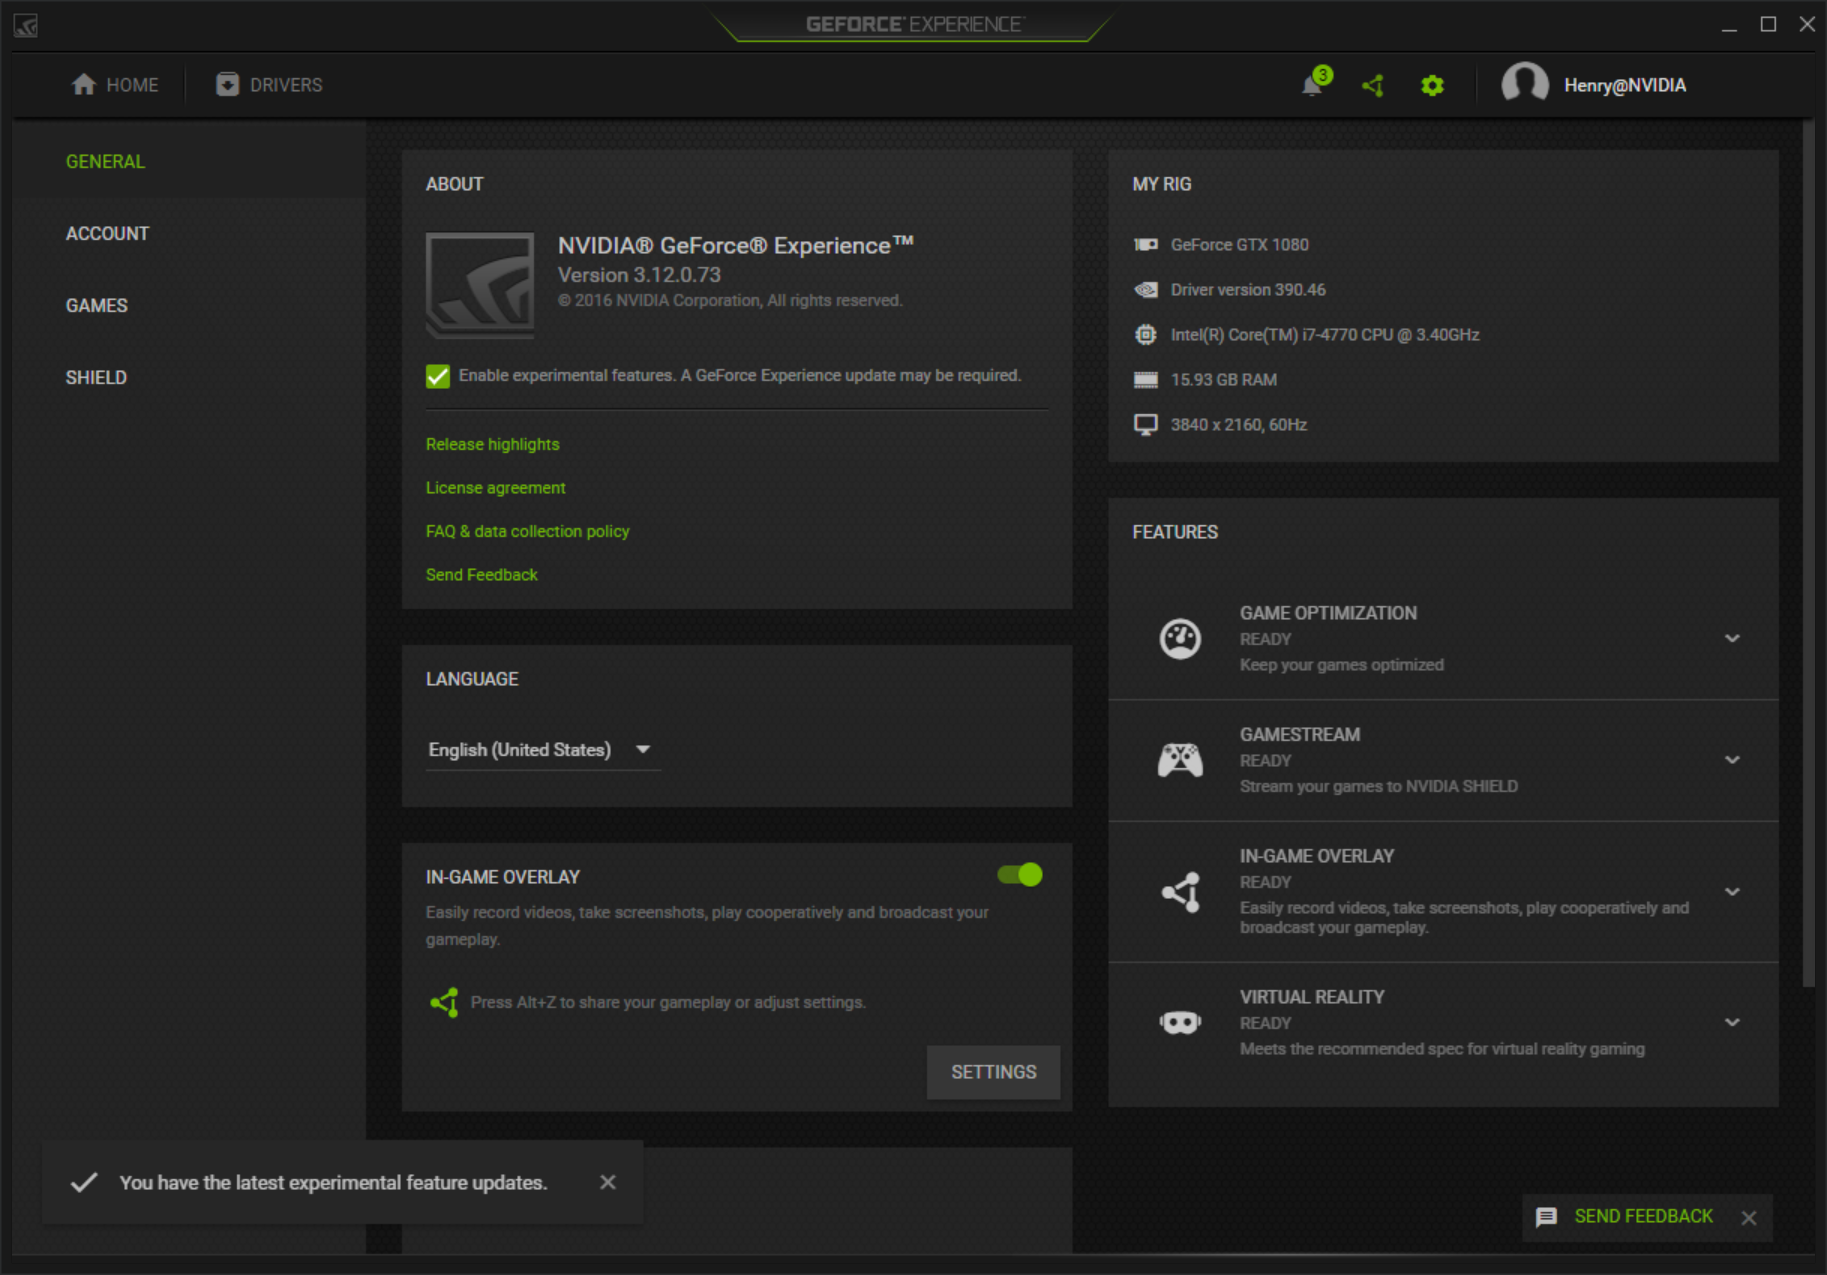 GEFORCE® EXPERIENCE™
HOME
DRIVERS
3
Henry@NVIDIA
GENERAL
ACCOUNT
GAMES
SHIELD
ABOUT
NVIDIA® GeForce® Experience™
Version 3.12.0.73
© 2016 NVIDIA Corporation, All rights reserved.
Enable experimental features. A GeForce Experience update may be required.
Release highlights
License agreement
FAQ & data collection policy
Send Feedback
LANGUAGE
English (United States)
IN-GAME OVERLAY
Easily record videos, take screenshots, play cooperatively and broadcast your
gameplay.
Press Alt+Z to share your gameplay or adjust settings.
SETTINGS
MY RIG
GeForce GTX 1080
Driver version 390.46
Intel(R) Core(TM) i7-4770 CPU @ 3.40GHz
15.93 GB RAM
3840 x 2160, 60Hz
FEATURES
GAME OPTIMIZATION
READY
Keep your games optimized
GAMESTREAM
READY
Stream your games to NVIDIA SHIELD
IN-GAME OVERLAY
READY
Easily record videos, take screenshots, play cooperatively and
broadcast your gameplay.
VIRTUAL REALITY
READY
Meets the recommended spec for virtual reality gaming
You have the latest experimental feature updates.
SEND FEEDBACK